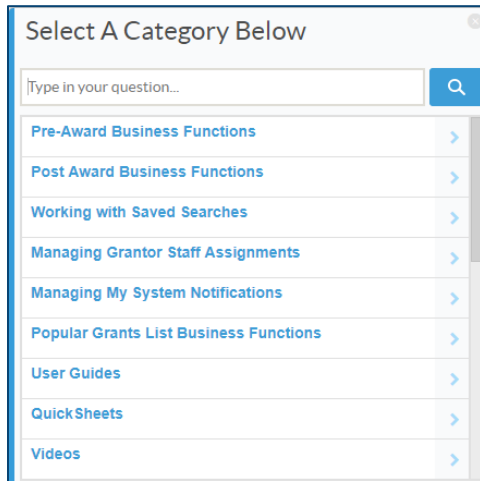 Select A Category Below
Type in your question...
Pre-Award Business Functions
Post Award Business Functions
Working with Saved Searches
Managing Grantor Staff Assignments
Managing My System Notifications
Popular Grants List Business Functions
User Guides
QuickSheets
Videos